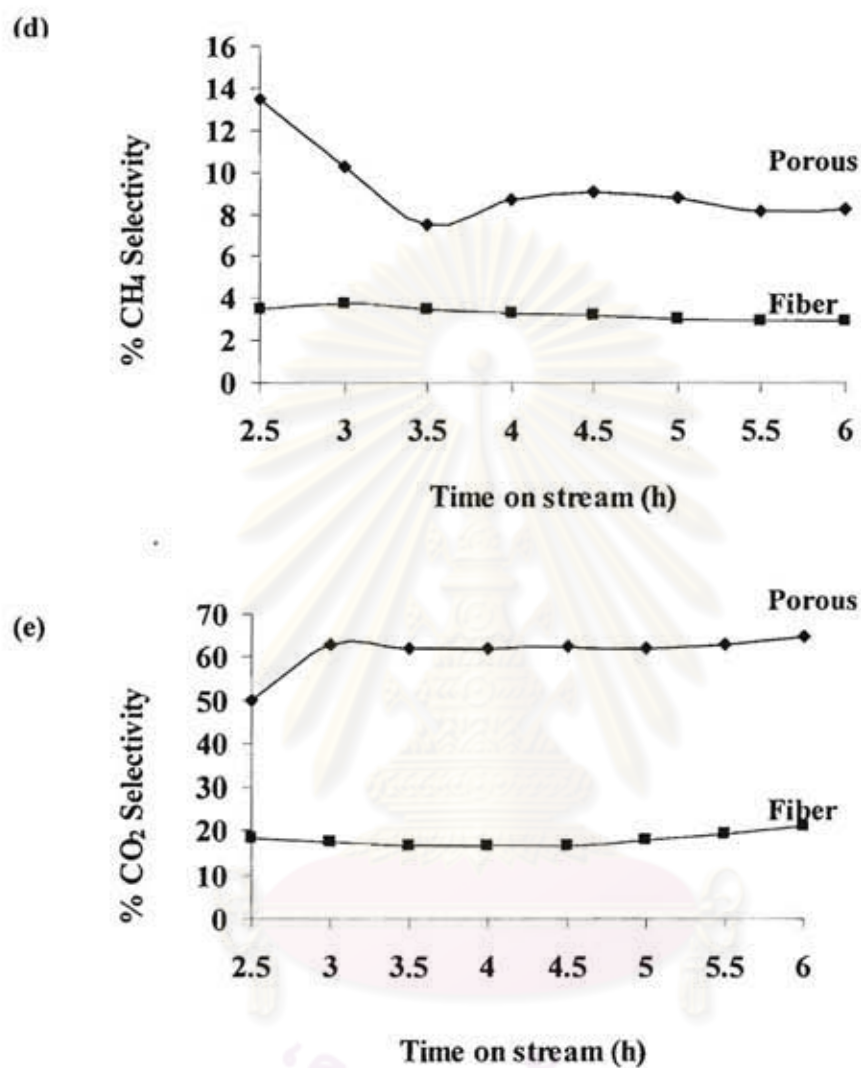 (d)
16
14
12
10
8
6
4
2
0
% CH₄ Selectivity
Porous
Fiber
2.5 3 3.5 4 4.5 5 5.5 6
Time on stream (h)
(e)
70
60
50
40
30
20
10
0
% CO₂ Selectivity
Porous
Fiber
2.5 3 3.5 4 4.5 5 5.5 6
Time on stream (h)